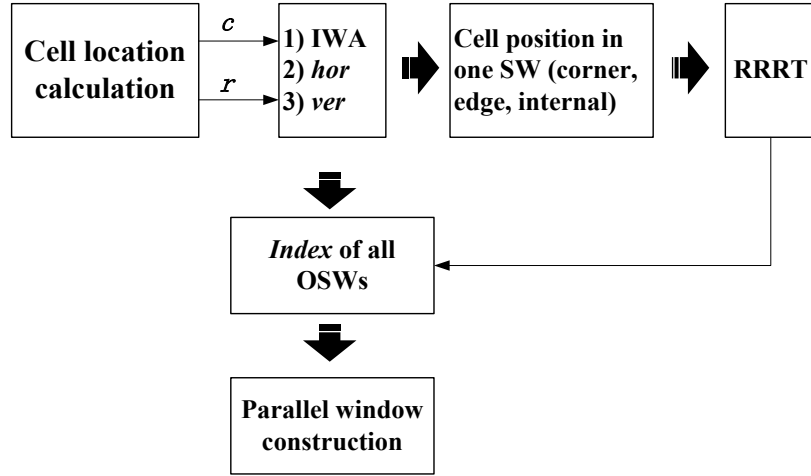 Cell location
calculation
c
r
1) IWA
2) hor
3) ver
Cell position in
one SW (corner,
edge, internal)
RRRT
Index of all
OSWs
Parallel window
construction